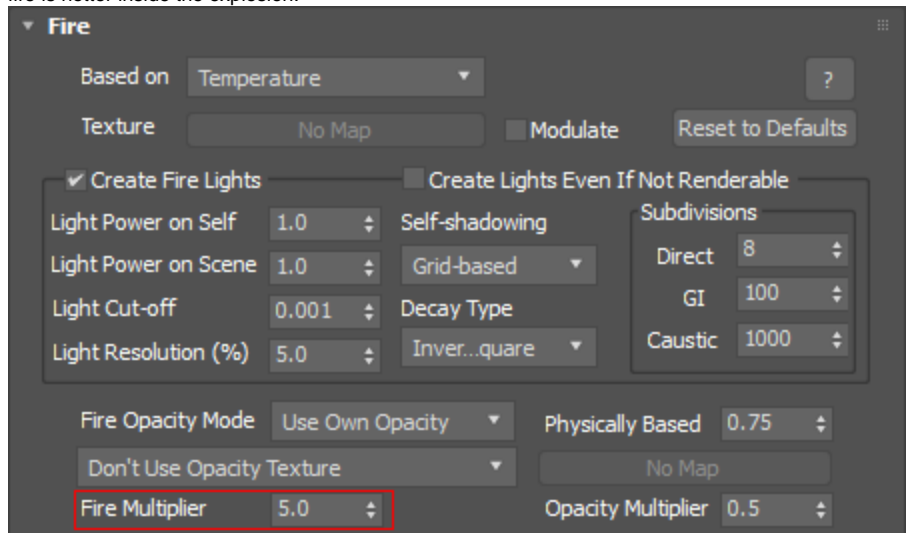 fire is hotter inside the explosion.
Fire
Based on Temperature ?
Texture No Map Modulate Reset to Defaults
Create Fire Lights Create Lights Even If Not Renderable
Light Power on Self 1.0 Self-shadowing Subdivisions
Light Power on Scene 1.0 Grid-based Direct 8
Light Cut-off 0.001 Decay Type GI 100
Light Resolution (%) 5.0 Inver...quare Caustic 1000
Fire Opacity Mode Use Own Opacity Physically Based 0.75
Don't Use Opacity Texture No Map
Fire Multiplier 5.0 Opacity Multiplier 0.5